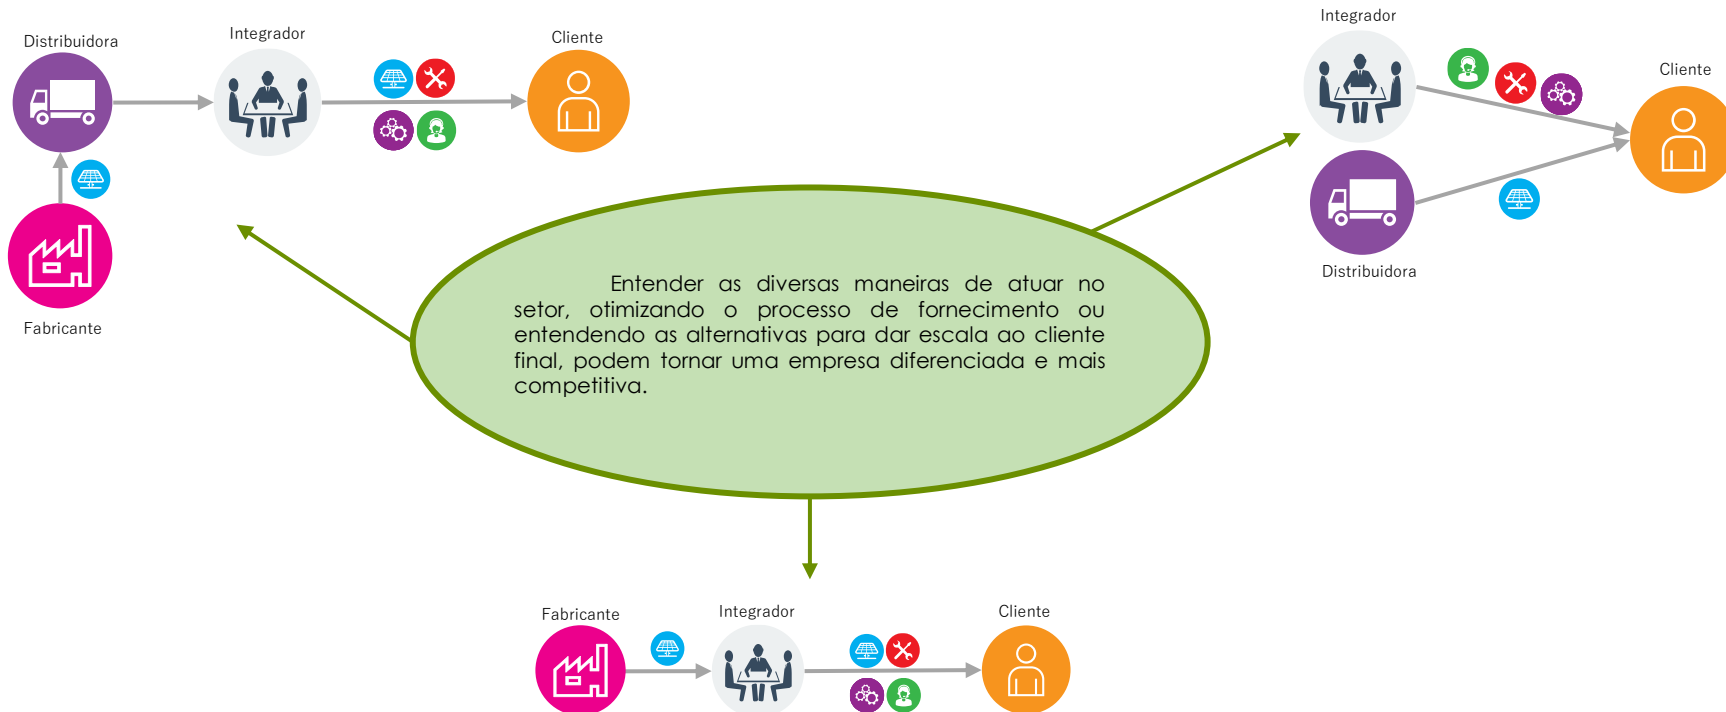 Distribuidora
Integrador
Cliente
Fabricante
Integrador
Cliente
Distribuidora
Entender as diversas maneiras de atuar no
setor, otimizando o processo de fornecimento ou
entendendo as alternativas para dar escala ao cliente
final, podem tornar uma empresa diferenciada e mais
competitiva.
Fabricante
Integrador
Cliente